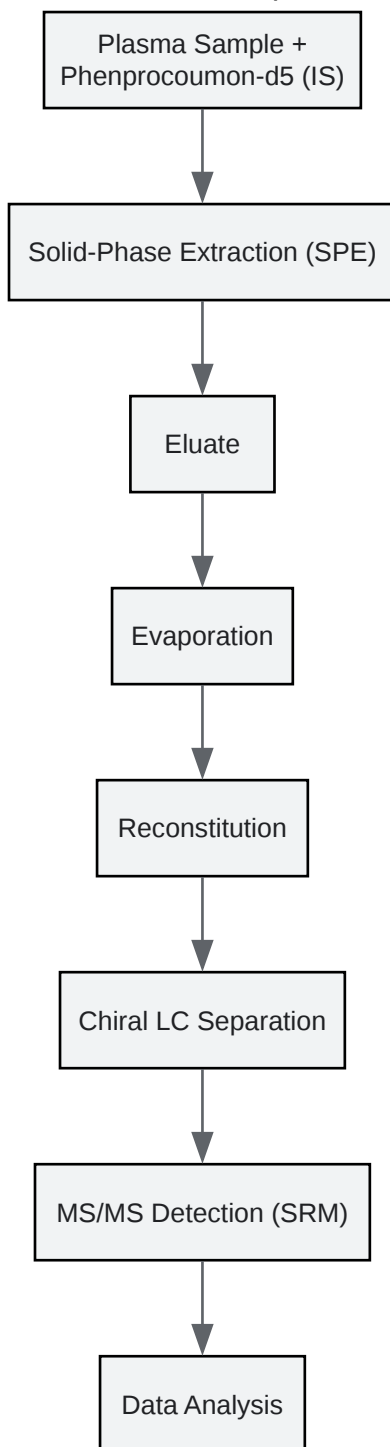 Plasma Sample +
Phenprocoumon-d5 (IS)
Solid-Phase Extraction (SPE)
Eluate
Evaporation
Reconstitution
Chiral LC Separation
MS/MS Detection (SRM)
Data Analysis